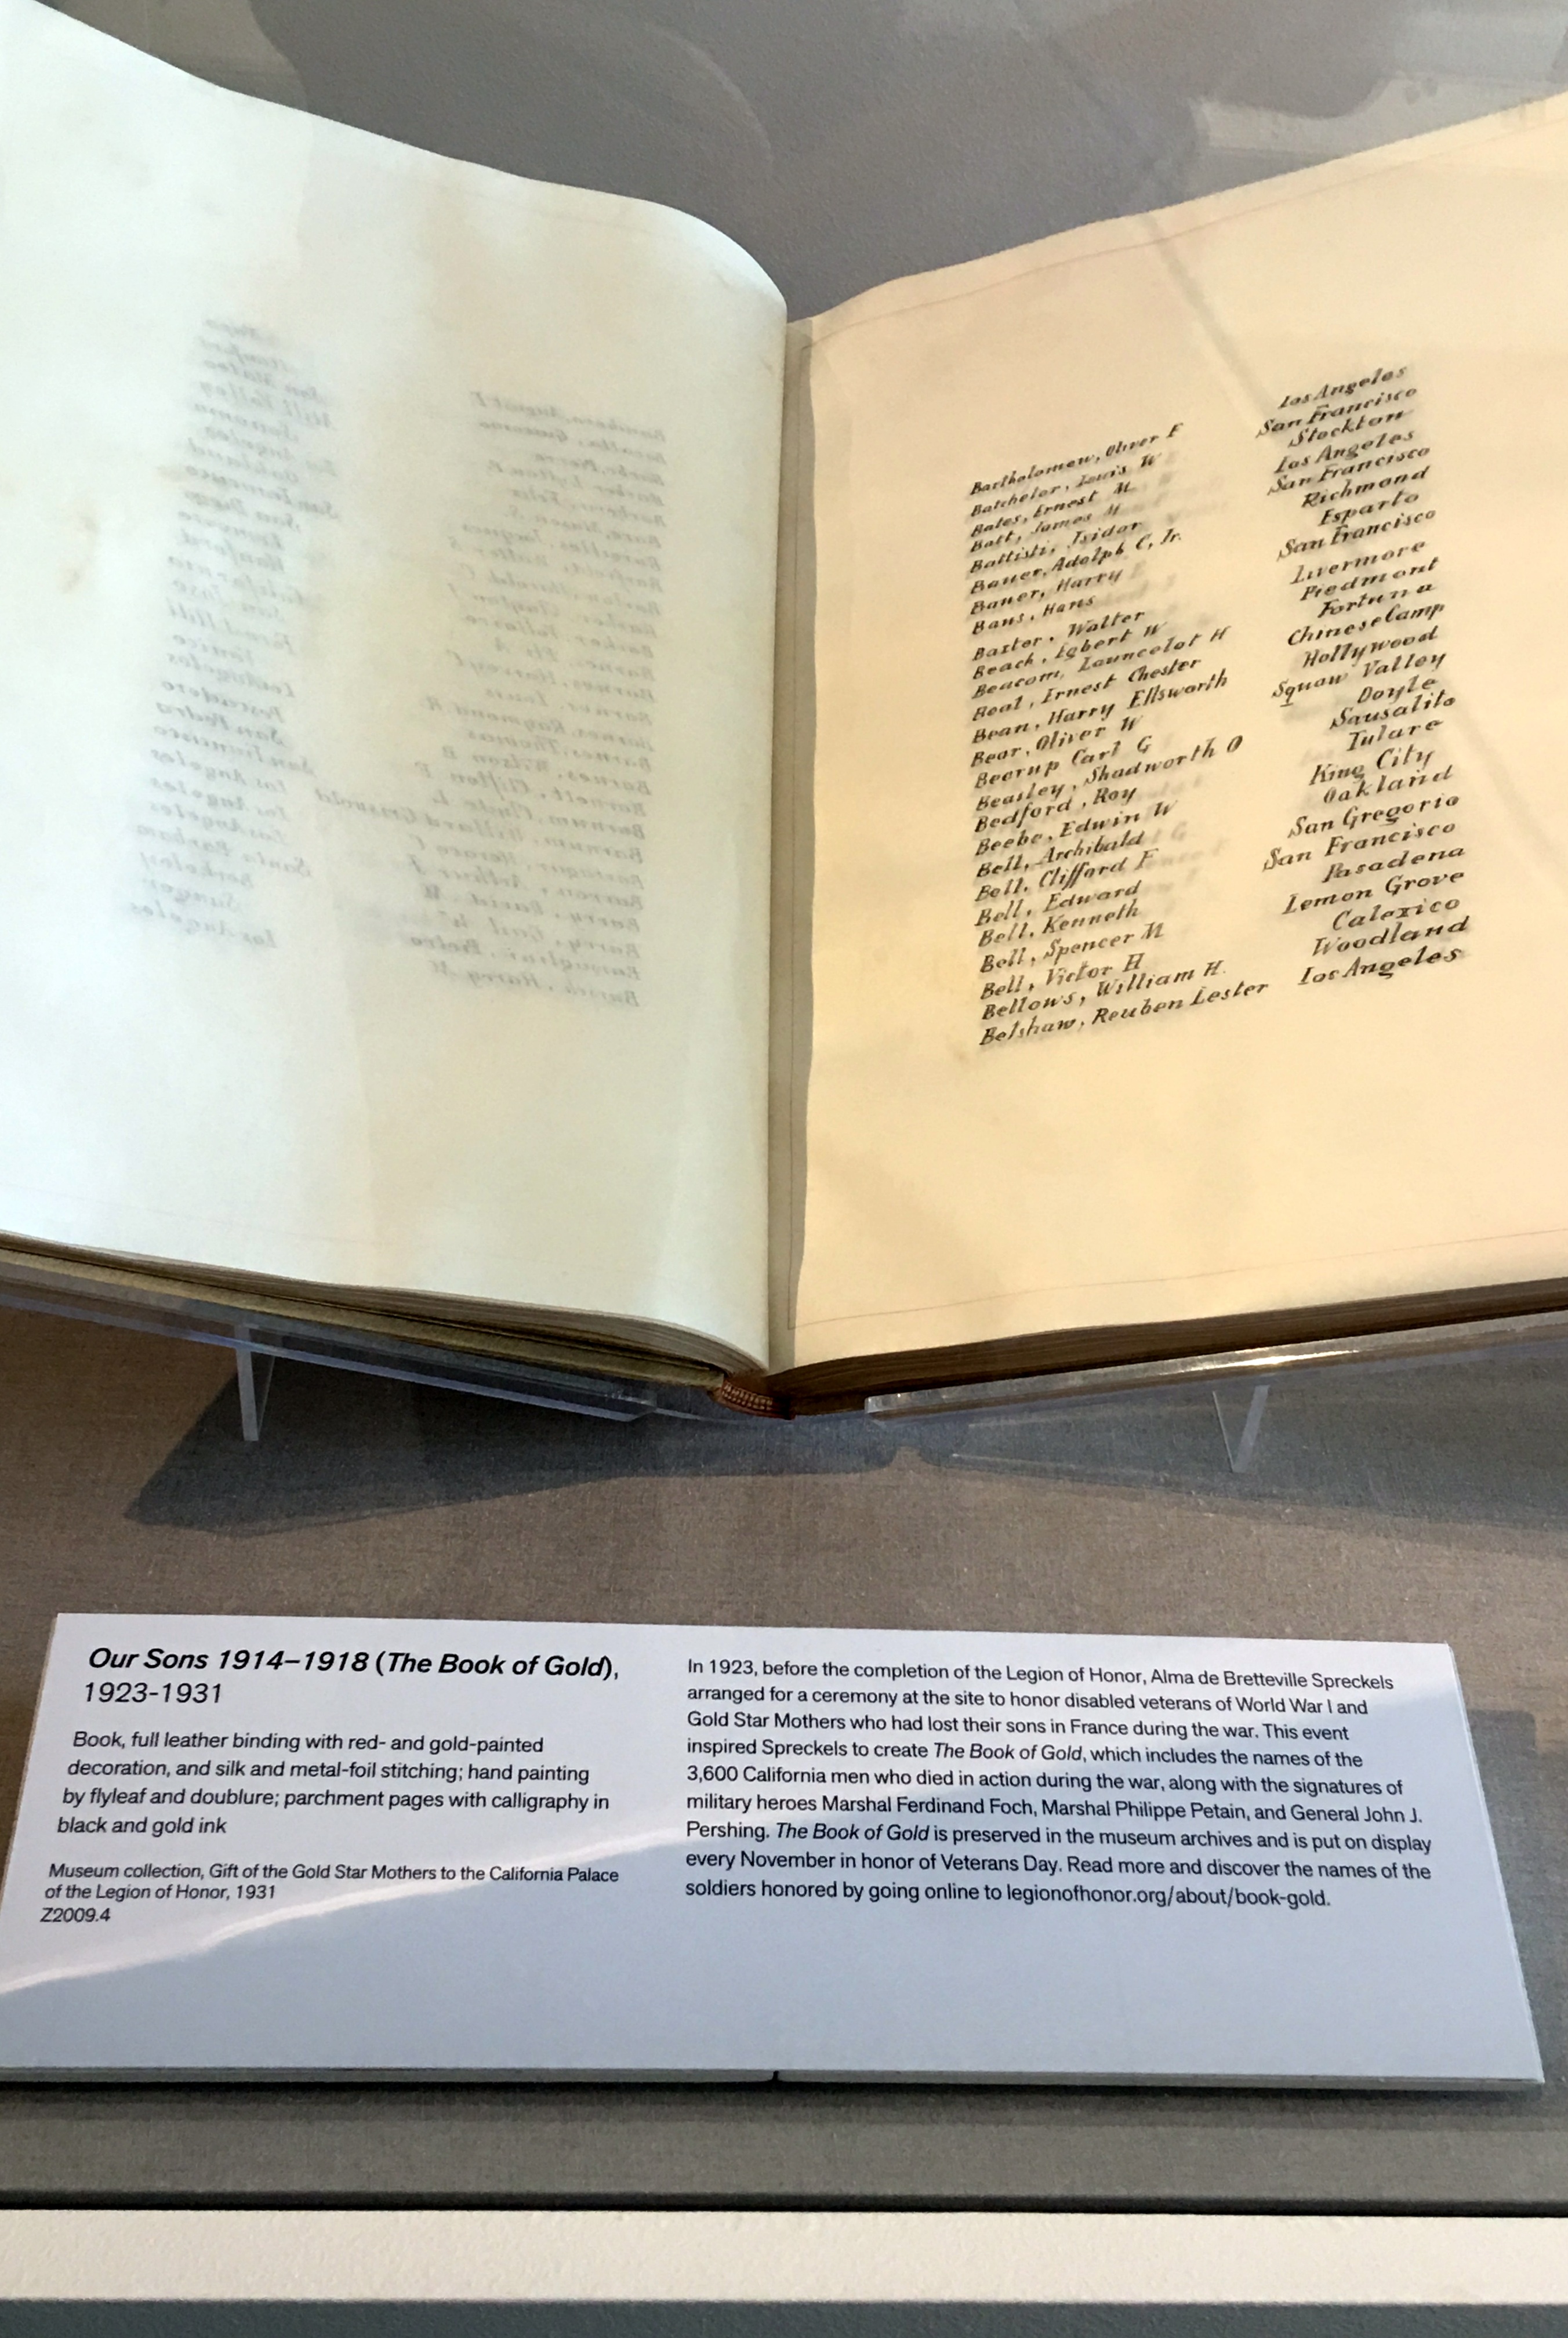 Bartholomew, Oliver F Los Angeles
Batchelor, Louis W San Francisco
Bates, Ernest M Stockton
Batt, James M Los Angeles
Battisti, Isidor San Francisco
Bauer, Adolph C, Jr. Richmond
Bauer, Harry Esparto
Baus, Hans San Francisco
Baxter, Walter Livermore
Beach, Egbert W Piedmont
Beacom, Launcelot H Fortuna
Beal, Ernest Chester Chinese Camp
Bean, Harry Ellsworth Hollywood
Bear, Oliver W Squaw Valley
Bearup Carl G Doyle
Beasley, Shadworth O Sausalito
Bedford, Roy Tulare
Beebe, Edwin W King City
Bell, Archibald Oakland
Bell, Clifford F San Gregorio
Bell, Edward San Francisco
Bell, Kenneth Pasadena
Bell, Spencer M Lemon Grove
Bell, Victor H Calexico
Bellows, William H. Woodland
Belshaw, Reuben Lester Los Angeles
Our Sons 1914–1918 (The Book of Gold),
1923-1931
Book, full leather binding with red- and gold-painted
decoration, and silk and metal-foil stitching; hand painting
by flyleaf and doublure; parchment pages with calligraphy in
black and gold ink
Museum collection, Gift of the Gold Star Mothers to the California Palace
of the Legion of Honor, 1931
Z2009.4
In 1923, before the completion of the Legion of Honor, Alma de Bretteville Spreckels
arranged for a ceremony at the site to honor disabled veterans of World War I and
Gold Star Mothers who had lost their sons in France during the war. This event
inspired Spreckels to create The Book of Gold, which includes the names of the
3,600 California men who died in action during the war, along with the signatures of
military heroes Marshal Ferdinand Foch, Marshal Philippe Petain, and General John J.
Pershing. The Book of Gold is preserved in the museum archives and is put on display
every November in honor of Veterans Day. Read more and discover the names of the
soldiers honored by going online to legionofhonor.org/about/book-gold.